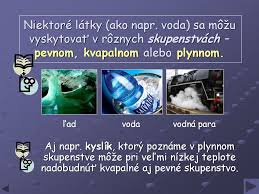 Niektoré látky (ako napr. voda) sa môžu
vyskytovať v rôznych skupenstvách –
pevnom, kvapalnom alebo plynnom.
ľad voda vodná para
Aj napr. kyslík, ktorý poznáme v plynnom
skupenstve môže pri veľmi nízkej teplote
nadobudnúť kvapalné aj pevné skupenstvo.